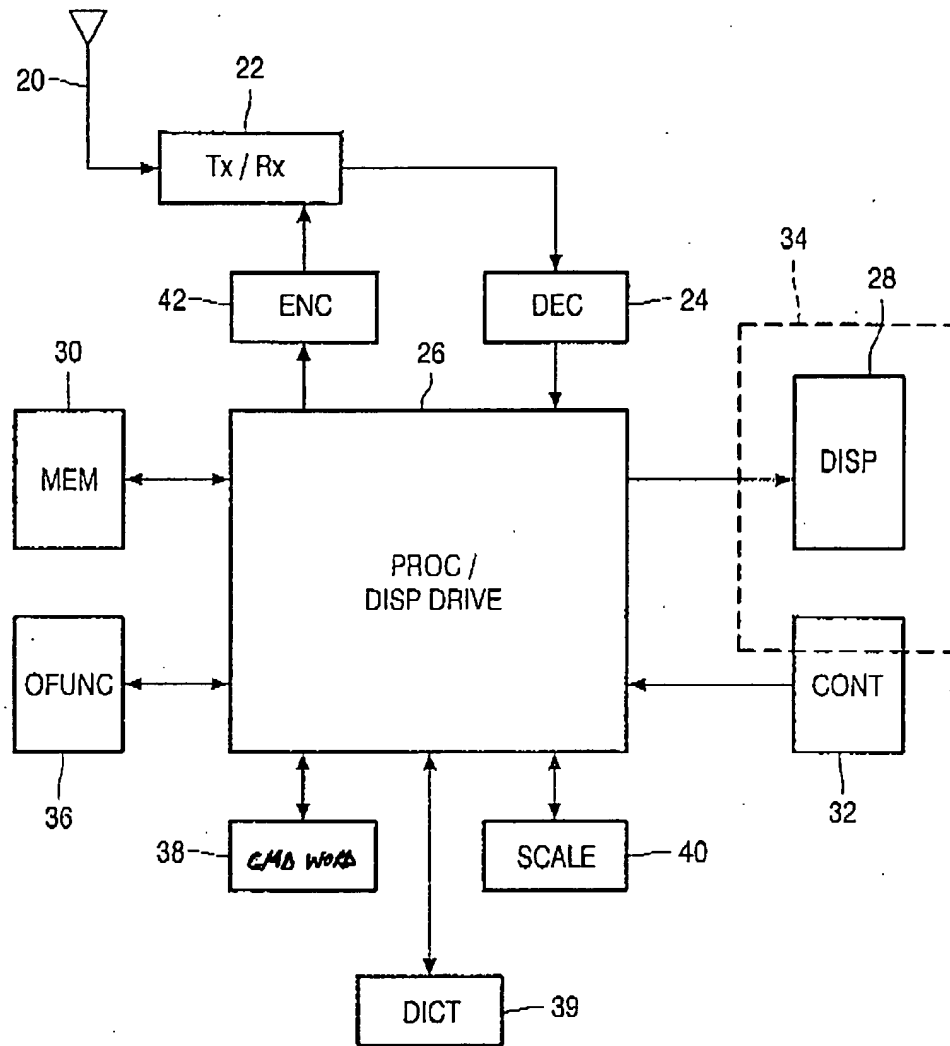 20
22
Tx / Rx
34
42
ENC
DEC
24
28
30
26
MEM
DISP
PROC /
DISP DRIVE
OFUNC
CONT
36
32
38
CMD WORD
SCALE
40
DICT
39